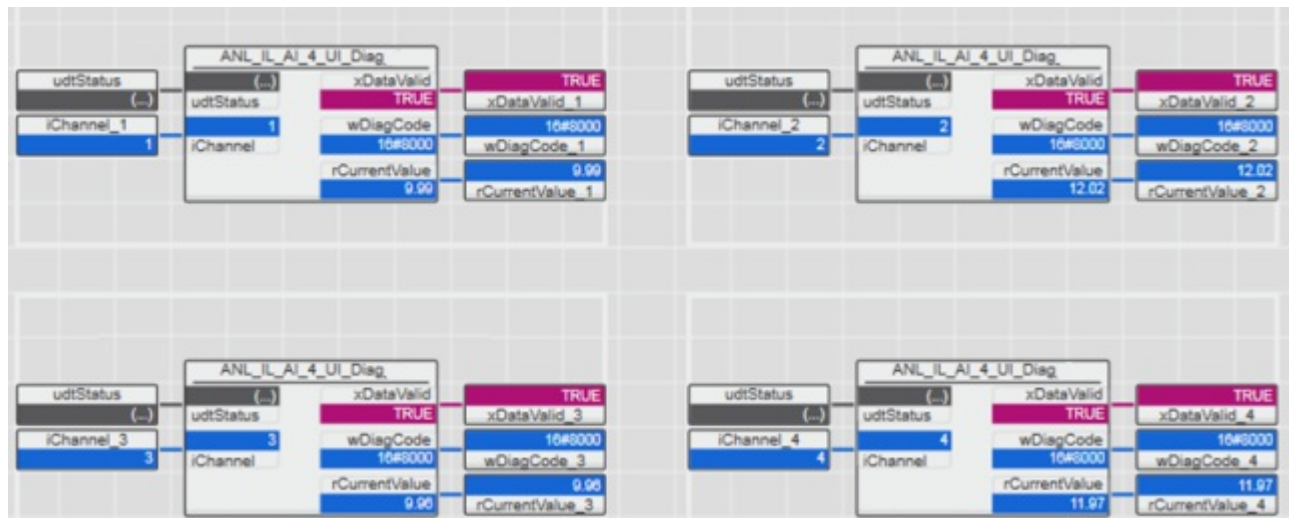 ANL_IL_AI_4_UI_Diag
udtStatus (...) xDataValid TRUE
(...) udtStatus TRUE xDataValid_1
iChannel_1 1 wDiagCode 16#8000
1 iChannel 16#8000 wDiagCode_1
rCurrentValue 9.99
9.99 rCurrentValue_1
ANL_IL_AI_4_UI_Diag
udtStatus (...) xDataValid TRUE
(...) udtStatus TRUE xDataValid_2
iChannel_2 2 wDiagCode 16#8000
2 iChannel 16#8000 wDiagCode_2
rCurrentValue 12.02
12.02 rCurrentValue_2
ANL_IL_AI_4_UI_Diag
udtStatus (...) xDataValid TRUE
(...) udtStatus TRUE xDataValid_3
iChannel_3 3 wDiagCode 16#8000
3 iChannel 16#8000 wDiagCode_3
rCurrentValue 9.96
9.96 rCurrentValue_3
ANL_IL_AI_4_UI_Diag
udtStatus (...) xDataValid TRUE
(...) udtStatus TRUE xDataValid_4
iChannel_4 4 wDiagCode 16#8000
4 iChannel 16#8000 wDiagCode_4
rCurrentValue 11.97
11.97 rCurrentValue_4